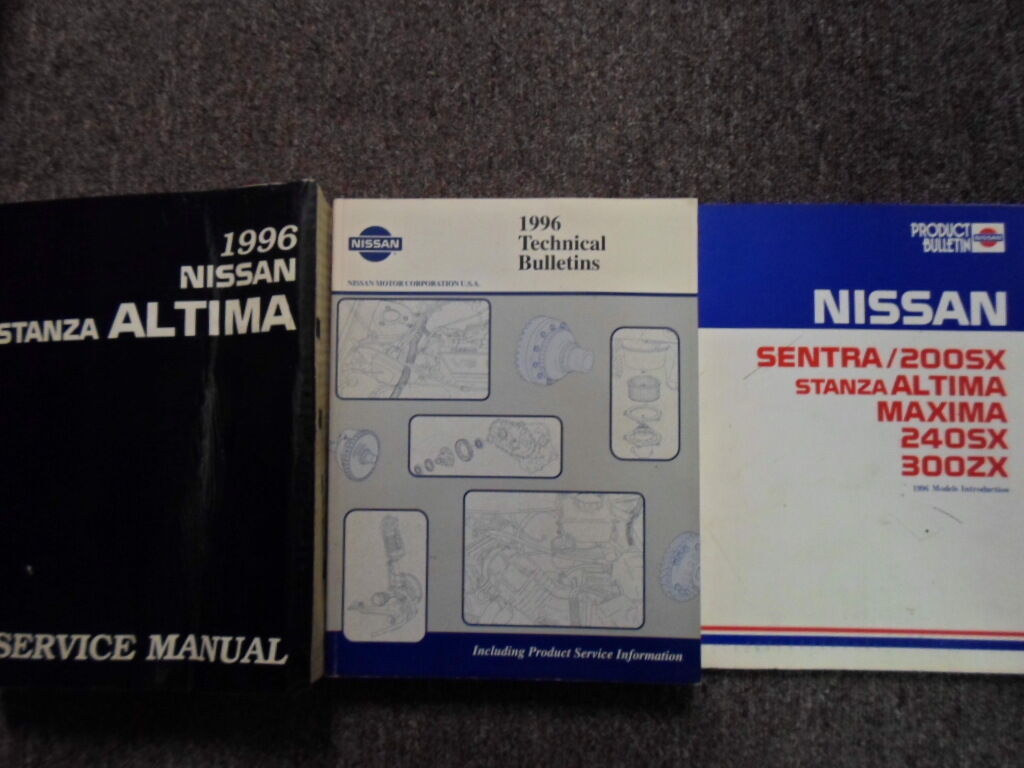 1996
NISSAN
STANZA ALTIMA
SERVICE MANUAL
NISSAN
1996
Technical
Bulletins
NISSAN MOTOR CORPORATION U.S.A.
Including Product Service Information
PRODUCT
BULLETIN
NISSAN
NISSAN
SENTRA/200SX
STANZA ALTIMA
MAXIMA
240SX
300ZX
1996 Models Introduction